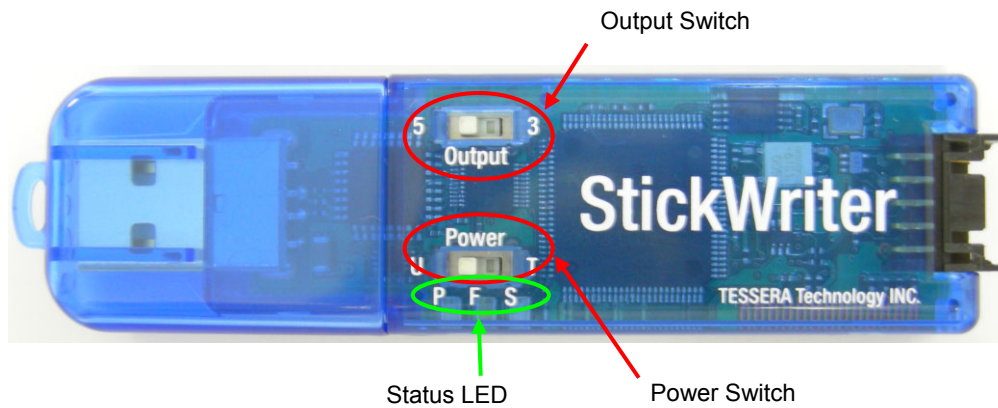 Output Switch
5 3
Output
StickWriter
Power
U T
P F S
TESSERA Technology INC.
Status LED
Power Switch